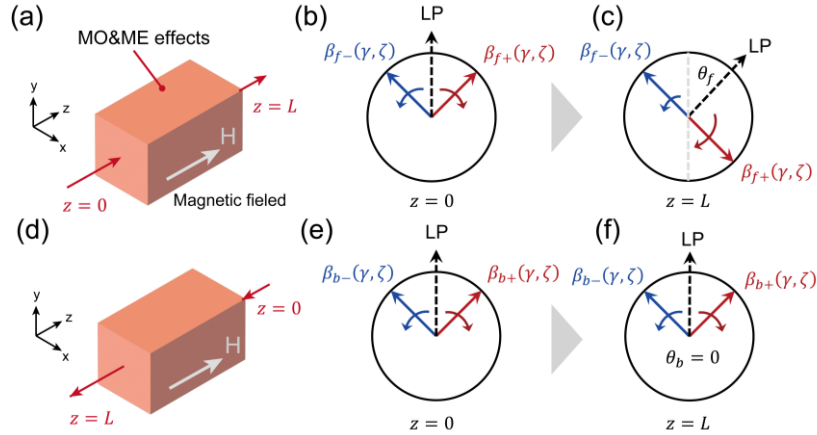 (a)
MO&ME effects
y
z
x
z = 0
z = L
H
Magnetic fieled
(b)
LP
β_{f−}(γ, ζ)
β_{f+}(γ, ζ)
z = 0
(c)
β_{f−}(γ, ζ)
LP
θ_f
β_{f+}(γ, ζ)
z = L
(d)
y
z
x
z = 0
H
z = L
(e)
LP
β_{b−}(γ, ζ)
β_{b+}(γ, ζ)
z = 0
(f)
LP
β_{b−}(γ, ζ)
β_{b+}(γ, ζ)
θ_b = 0
z = L